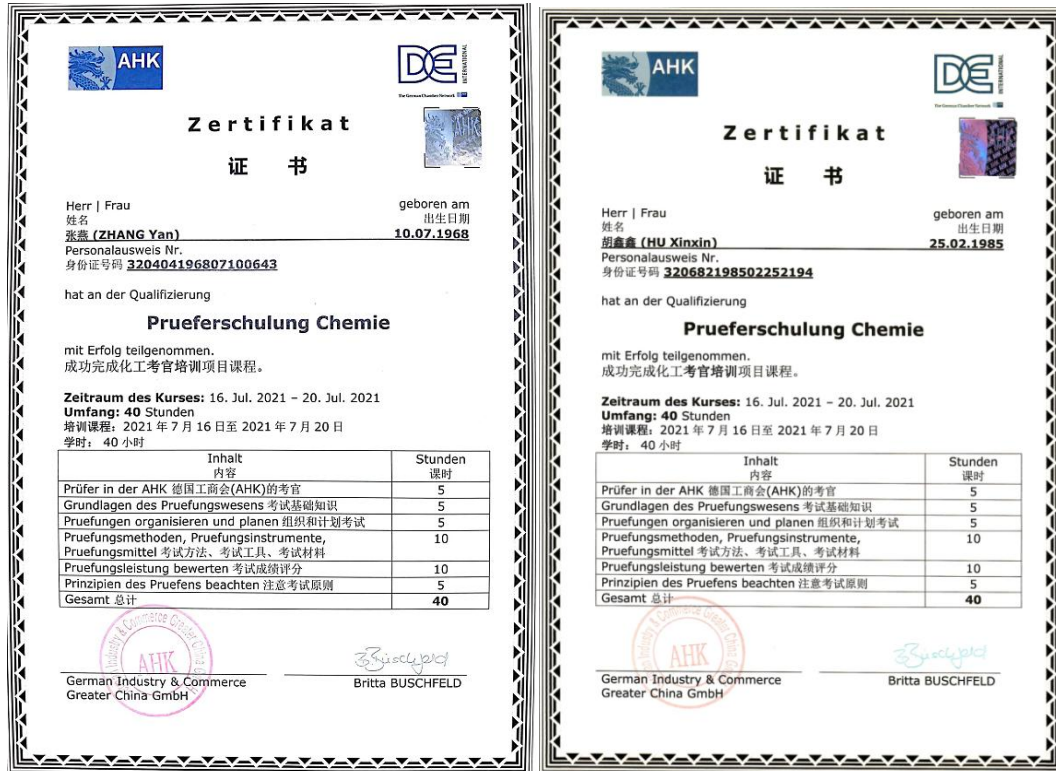 AHK
DE
INTERNATIONAL
The German Chamber Network
Zertifikat
证 书
Herr | Frau
geboren am
姓名
出生日期
张燕 (ZHANG Yan)
10.07.1968
Personalausweis Nr.
身份证号码 320404196807100643
hat an der Qualifizierung
Prueferschulung Chemie
mit Erfolg teilgenommen.
成功完成化工考官培训项目课程。
Zeitraum des Kurses: 16. Jul. 2021 – 20. Jul. 2021
Umfang: 40 Stunden
培训课程：2021 年 7 月 16 日至 2021 年 7 月 20 日
学时： 40 小时
Inhalt Stunden
内容 课时
Prüfer in der AHK 德国工商会(AHK)的考官 5
Grundlagen des Pruefungswesens 考试基础知识 5
Pruefungen organisieren und planen 组织和计划考试 5
Pruefungsmethoden, Pruefungsinstrumente, 10
Pruefungsmittel 考试方法、考试工具、考试材料
Pruefungsleistung bewerten 考试成绩评分 10
Prinzipien des Pruefens beachten 注意考试原则 5
Gesamt 总计 40
Industry & Commerce Greater China
AHK
German Industry & Commerce
Greater China GmbH
Britta BUSCHFELD
AHK
DE
INTERNATIONAL
The German Chamber Network
Zertifikat
证 书
Herr | Frau
geboren am
姓名
出生日期
胡鑫鑫 (HU Xinxin)
25.02.1985
Personalausweis Nr.
身份证号码 320682198502252194
hat an der Qualifizierung
Prueferschulung Chemie
mit Erfolg teilgenommen.
成功完成化工考官培训项目课程。
Zeitraum des Kurses: 16. Jul. 2021 – 20. Jul. 2021
Umfang: 40 Stunden
培训课程：2021 年 7 月 16 日至 2021 年 7 月 20 日
学时： 40 小时
Inhalt Stunden
内容 课时
Prüfer in der AHK 德国工商会(AHK)的考官 5
Grundlagen des Pruefungswesens 考试基础知识 5
Pruefungen organisieren und planen 组织和计划考试 5
Pruefungsmethoden, Pruefungsinstrumente, 10
Pruefungsmittel 考试方法、考试工具、考试材料
Pruefungsleistung bewerten 考试成绩评分 10
Prinzipien des Pruefens beachten 注意考试原则 5
Gesamt 总计 40
Industry & Commerce Greater China
AHK
German Industry & Commerce
Greater China GmbH
Britta BUSCHFELD